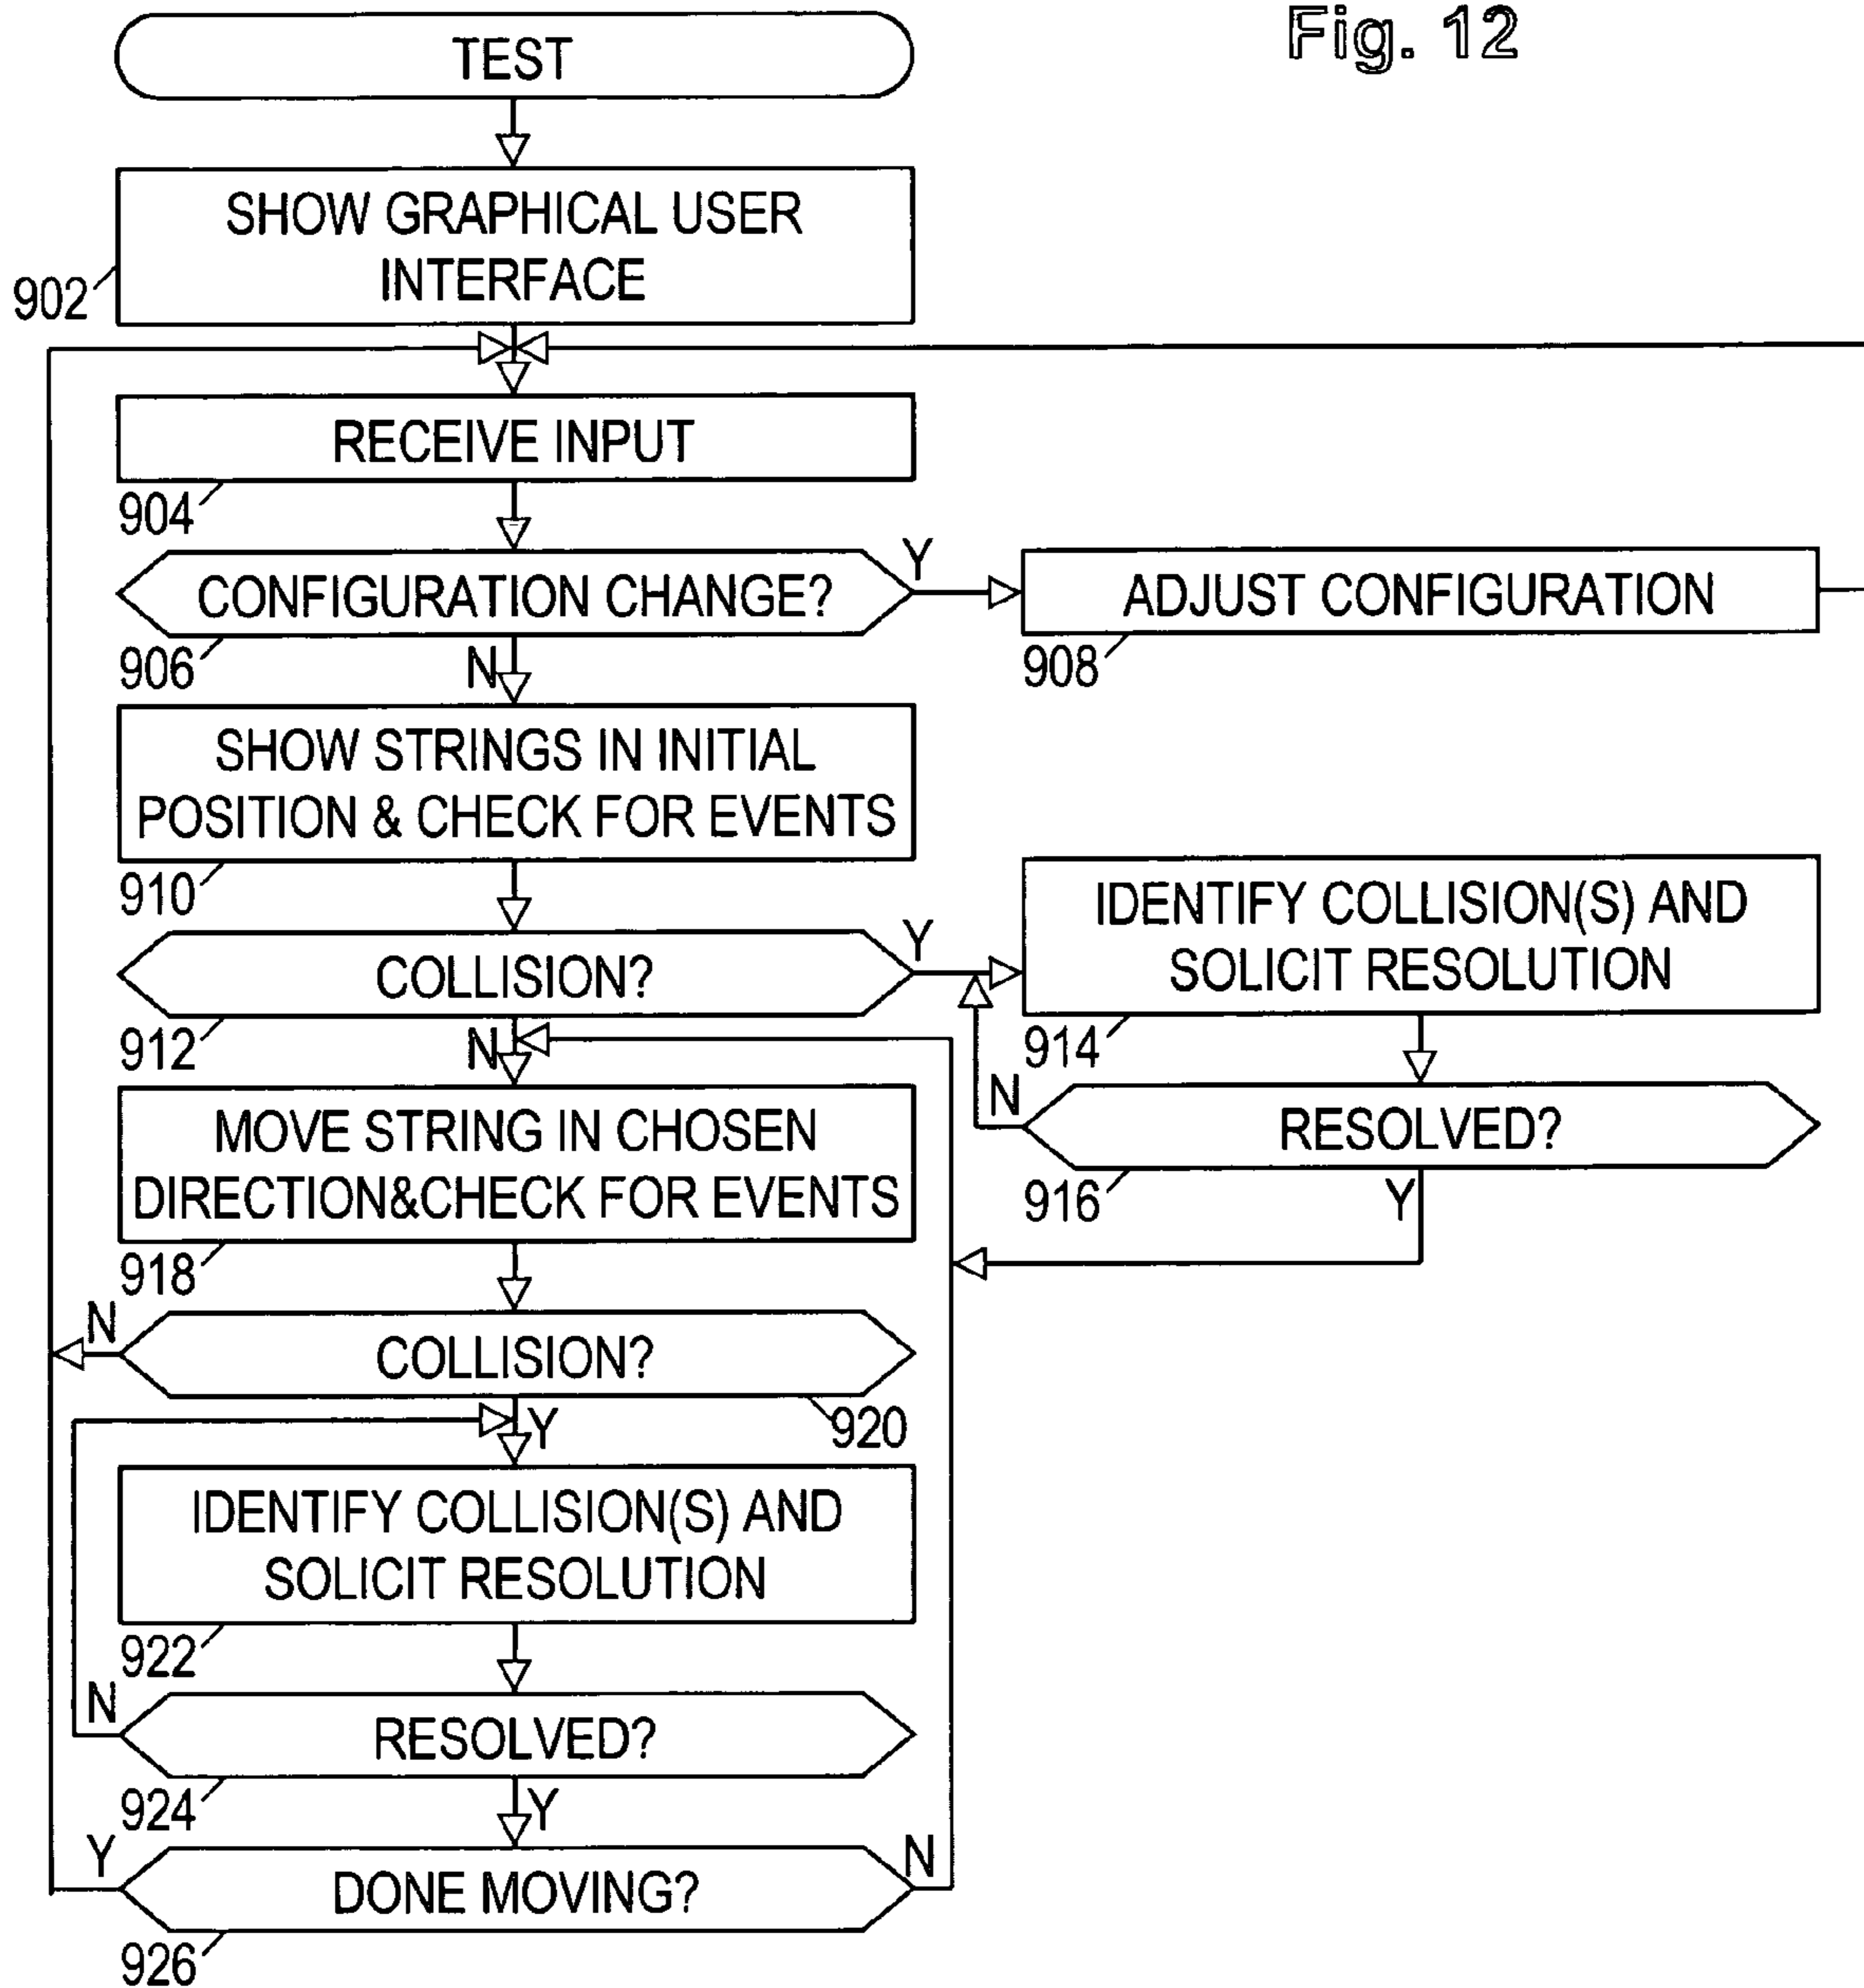 Fig. 12
TEST
SHOW GRAPHICAL USER
INTERFACE
902
RECEIVE INPUT
904
CONFIGURATION CHANGE?
Y
ADJUST CONFIGURATION
906
N
908
SHOW STRINGS IN INITIAL
POSITION & CHECK FOR EVENTS
910
COLLISION?
Y
IDENTIFY COLLISION(S) AND
SOLICIT RESOLUTION
912
N
914
MOVE STRING IN CHOSEN
DIRECTION&CHECK FOR EVENTS
N
RESOLVED?
916
Y
918
N
COLLISION?
Y
920
IDENTIFY COLLISION(S) AND
SOLICIT RESOLUTION
922
N
RESOLVED?
924
Y
Y
DONE MOVING?
N
926